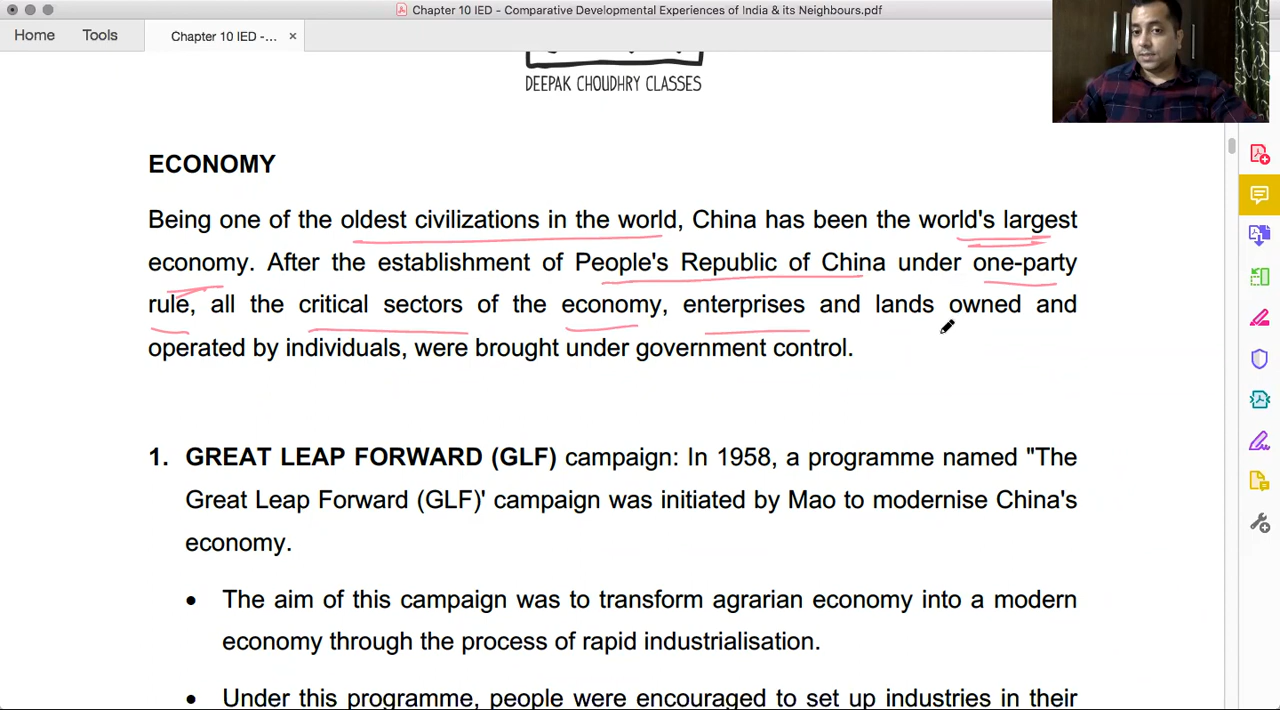 Chapter 10 IED - Comparative Developmental Experiences of India & its Neighbours.pdf
Home Tools Chapter 10 IED -... ×
DEEPAK CHOUDHRY CLASSES
ECONOMY
Being one of the oldest civilizations in the world, China has been the world's largest
economy. After the establishment of People's Republic of China under one-party
rule, all the critical sectors of the economy, enterprises and lands owned and
operated by individuals, were brought under government control.
1. GREAT LEAP FORWARD (GLF) campaign: In 1958, a programme named "The
Great Leap Forward (GLF)' campaign was initiated by Mao to modernise China's
economy.
• The aim of this campaign was to transform agrarian economy into a modern
economy through the process of rapid industrialisation.
• Under this programme, people were encouraged to set up industries in their